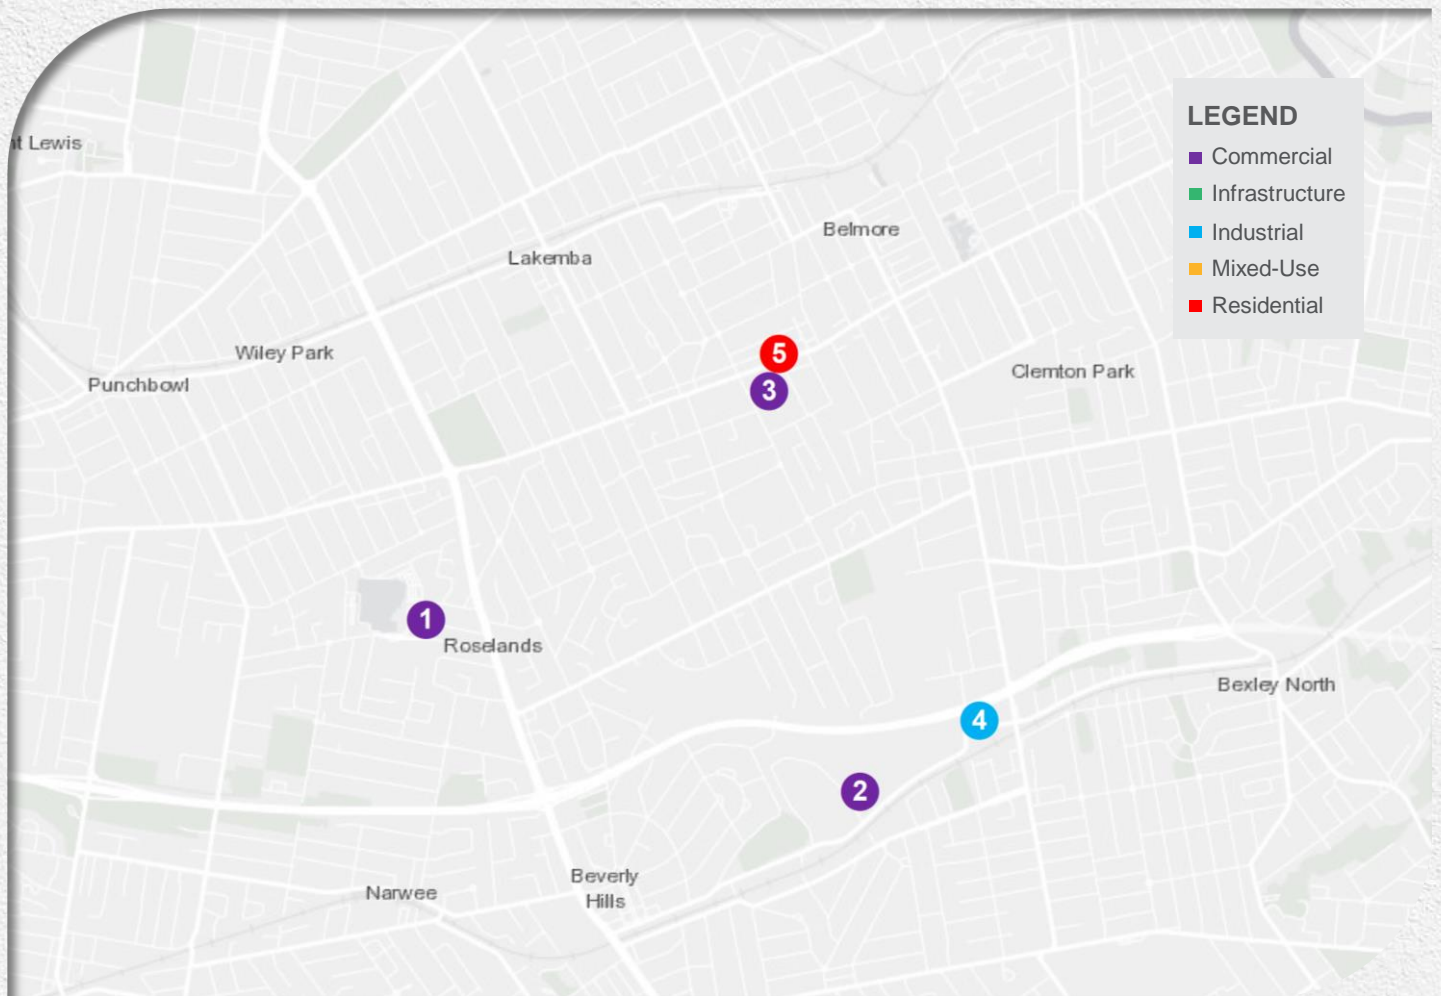 LEGEND
Commercial
Infrastructure
Industrial
Mixed-Use
Residential
nt Lewis
Belmore
Lakemba
Wiley Park
5
Punchbowl
Clemton Park
3
1
Roselands
Bexley North
4
2
Beverly
Hills
Narwee